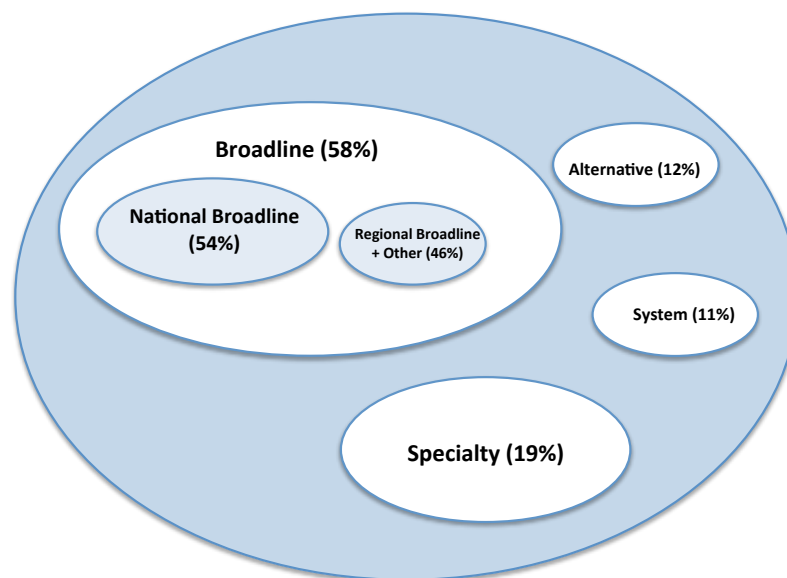 Broadline (58%)
National Broadline
(54%)
Regional Broadline
+ Other (46%)
Alternative (12%)
System (11%)
Specialty (19%)